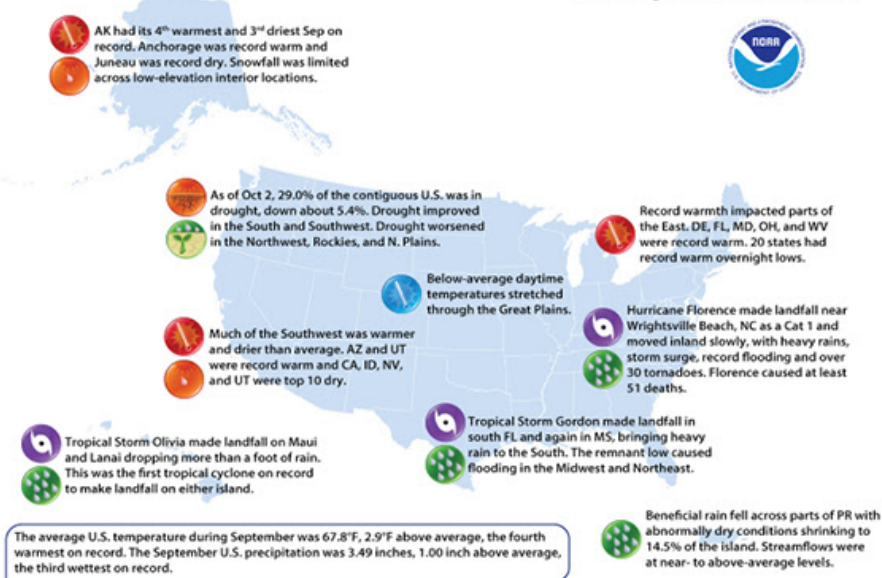 AK had its 4th warmest and 3rd driest Sep on
record. Anchorage was record warm and
Juneau was record dry. Snowfall was limited
across low-elevation interior locations.
NOAA
As of Oct 2, 29.0% of the contiguous U.S. was in
drought, down about 5.4%. Drought improved
in the South and Southwest. Drought worsened
in the Northwest, Rockies, and N. Plains.
Record warmth impacted parts of
the East. DE, FL, MD, OH, and WV
were record warm. 20 states had
record warm overnight lows.
Below-average daytime
temperatures stretched
through the Great Plains.
Hurricane Florence made landfall near
Wrightsville Beach, NC as a Cat 1 and
moved inland slowly, with heavy rains,
storm surge, record flooding and over
30 tornadoes. Florence caused at least
51 deaths.
Much of the Southwest was warmer
and drier than average. AZ and UT
were record warm and CA, ID, NV,
and UT were top 10 dry.
Tropical Storm Gordon made landfall in
south FL and again in MS, bringing heavy
rain to the South. The remnant low caused
flooding in the Midwest and Northeast.
Tropical Storm Olivia made landfall on Maui
and Lanai dropping more than a foot of rain.
This was the first tropical cyclone on record
to make landfall on either island.
Beneficial rain fell across parts of PR with
abnormally dry conditions shrinking to
14.5% of the island. Streamflows were
at near- to above-average levels.
The average U.S. temperature during September was 67.8°F, 2.9°F above average, the fourth
warmest on record. The September U.S. precipitation was 3.49 inches, 1.00 inch above average,
the third wettest on record.